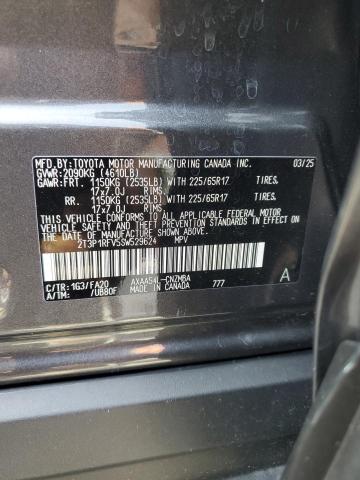 MFD.BY:TOYOTA MOTOR MANUFACTURING CANADA INC. 03/25
GVWR:2090KG (4610LB)
GAWR:FRT. 1150KG (2535LB) WITH 225/65R17 TIRES,
17x7.0J RIMS,
RR. 1150KG (2535LB) WITH 225/65R17 TIRES,
17x7.0J RIMS,
THIS VEHICLE CONFORMS TO ALL APPLICABLE FEDERAL MOTOR
VEHICLE SAFETY, BUMPER, AND THEFT PREVENTION STANDARDS
IN EFFECT ON THE DATE OF MANUFACTURE SHOWN ABOVE.
2T3P1RFV5SW529624 MPV
A
C/TR:1G3/FA20 AXAA54L-CNZMBA
A/TM: /UB80F MADE IN CANADA 777